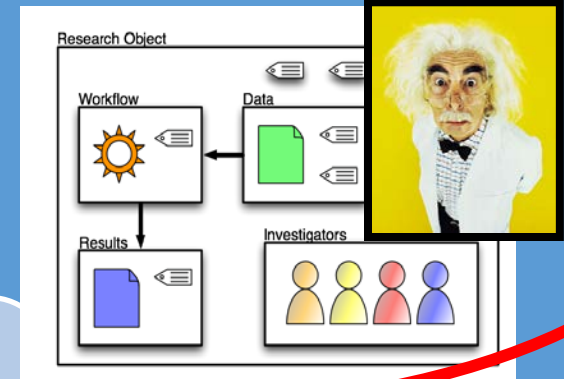 Research Object
Workflow
Data
Results
Investigators